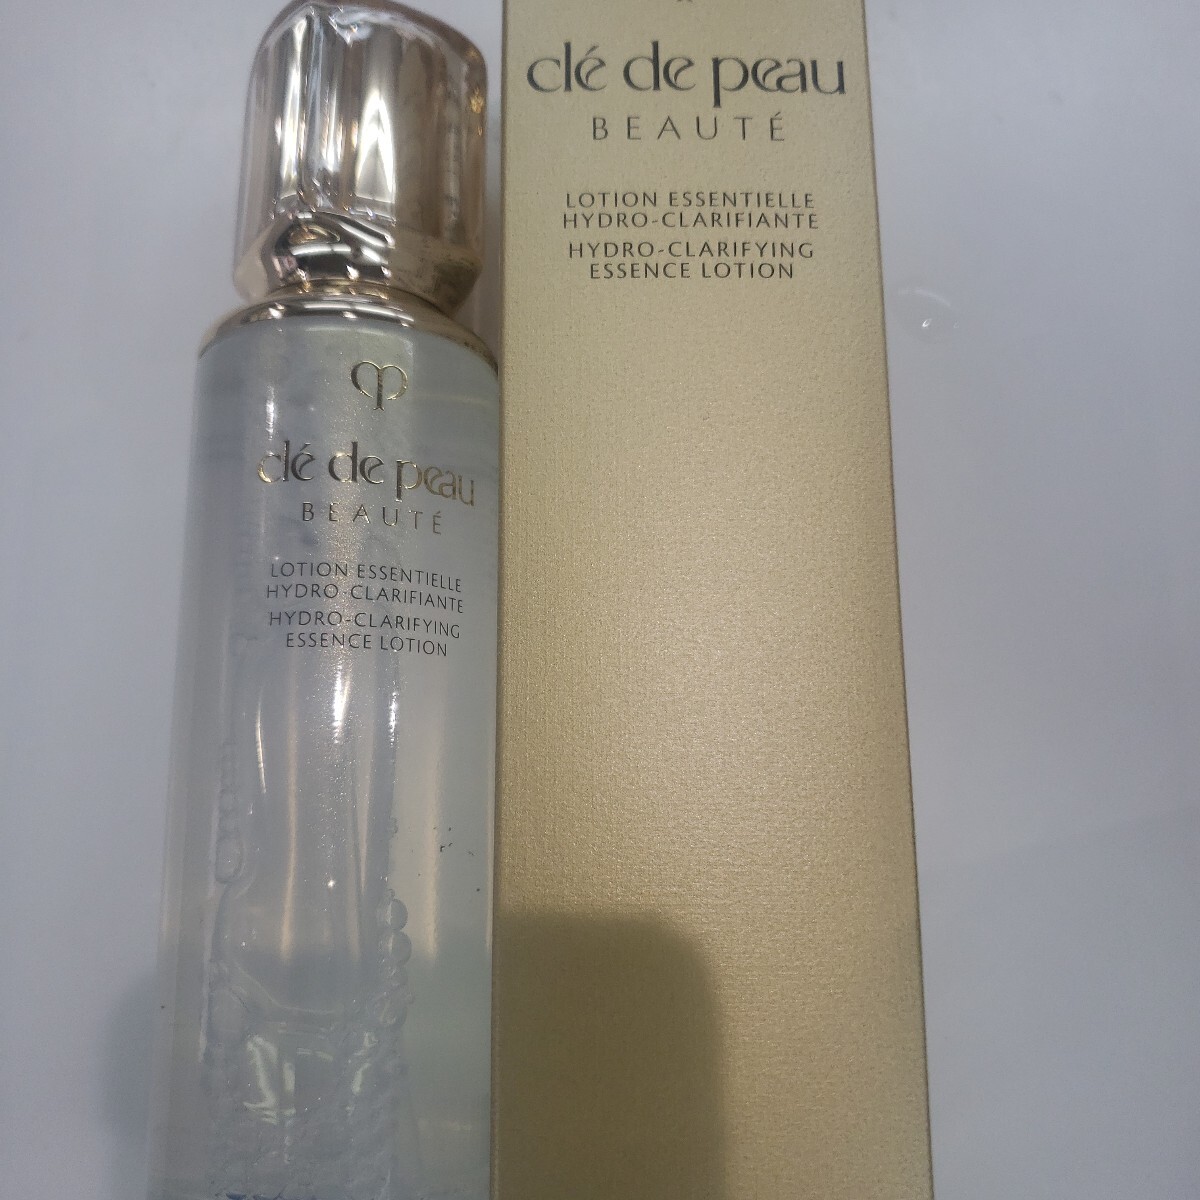 clé de peau
BEAUTÉ
LOTION ESSENTIELLE
HYDRO-CLARIFIANTE
HYDRO-CLARIFYING
ESSENCE LOTION
clé de peau
BEAUTÉ
LOTION ESSENTIELLE
HYDRO-CLARIFIANTE
HYDRO-CLARIFYING
ESSENCE LOTION